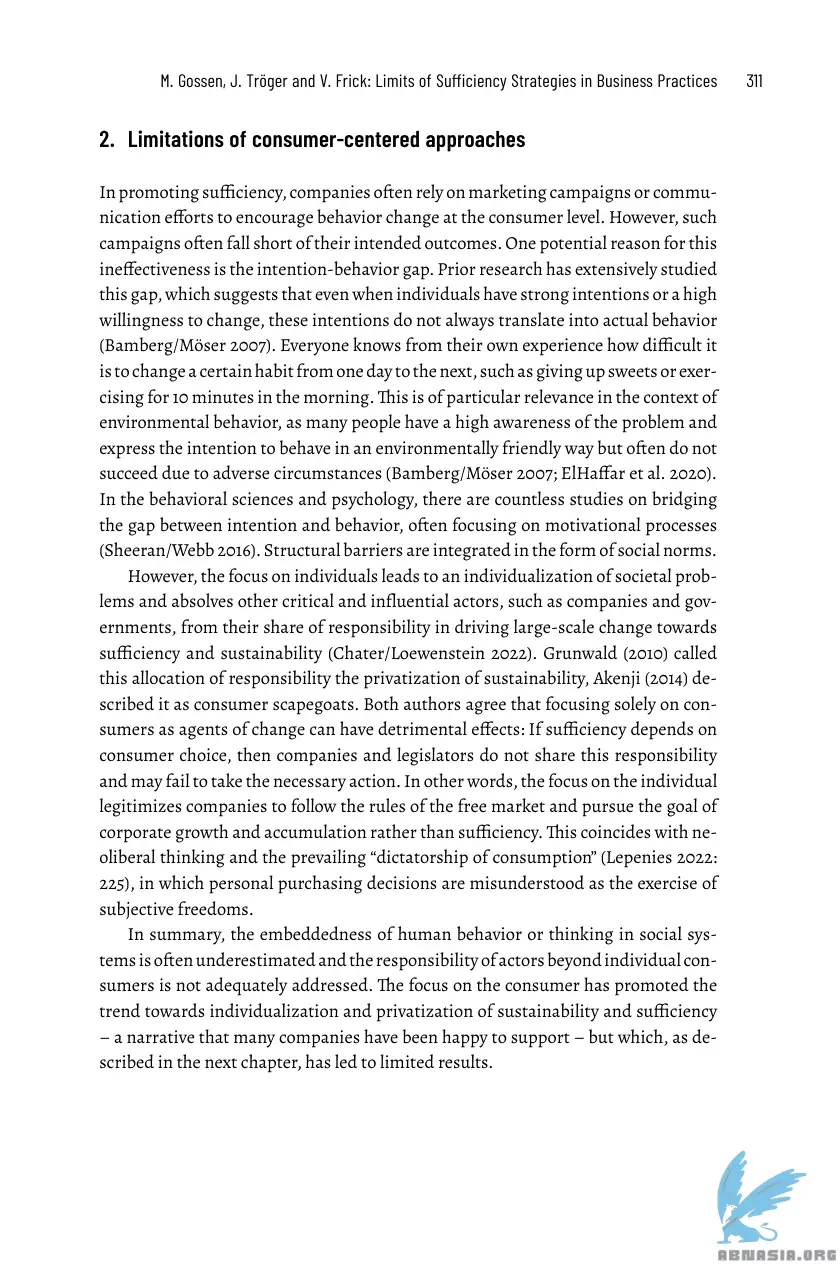 M. Gossen, J. Tröger and V. Frick: Limits of Sufficiency Strategies in Business Practices 311
2. Limitations of consumer-centered approaches
In promoting sufficiency, companies often rely on marketing campaigns or commu-
nication efforts to encourage behavior change at the consumer level. However, such
campaigns often fall short of their intended outcomes. One potential reason for this
ineffectiveness is the intention-behavior gap. Prior research has extensively studied
this gap, which suggests that even when individuals have strong intentions or a high
willingness to change, these intentions do not always translate into actual behavior
(Bamberg/Möser 2007). Everyone knows from their own experience how difficult it
is to change a certain habit from one day to the next, such as giving up sweets or exer-
cising for 10 minutes in the morning. This is of particular relevance in the context of
environmental behavior, as many people have a high awareness of the problem and
express the intention to behave in an environmentally friendly way but often do not
succeed due to adverse circumstances (Bamberg/Möser 2007; ElHaffar et al. 2020).
In the behavioral sciences and psychology, there are countless studies on bridging
the gap between intention and behavior, often focusing on motivational processes
(Sheeran/Webb 2016). Structural barriers are integrated in the form of social norms.
However, the focus on individuals leads to an individualization of societal prob-
lems and absolves other critical and influential actors, such as companies and gov-
ernments, from their share of responsibility in driving large-scale change towards
sufficiency and sustainability (Chater/Loewenstein 2022). Grunwald (2010) called
this allocation of responsibility the privatization of sustainability, Akenji (2014) de-
scribed it as consumer scapegoats. Both authors agree that focusing solely on con-
sumers as agents of change can have detrimental effects: If sufficiency depends on
consumer choice, then companies and legislators do not share this responsibility
and may fail to take the necessary action. In other words, the focus on the individual
legitimizes companies to follow the rules of the free market and pursue the goal of
corporate growth and accumulation rather than sufficiency. This coincides with ne-
oliberal thinking and the prevailing “dictatorship of consumption” (Lepenies 2022:
225), in which personal purchasing decisions are misunderstood as the exercise of
subjective freedoms.
In summary, the embeddedness of human behavior or thinking in social sys-
tems is often underestimated and the responsibility of actors beyond individual con-
sumers is not adequately addressed. The focus on the consumer has promoted the
trend towards individualization and privatization of sustainability and sufficiency
– a narrative that many companies have been happy to support – but which, as de-
scribed in the next chapter, has led to limited results.
ABNASIA.ORG